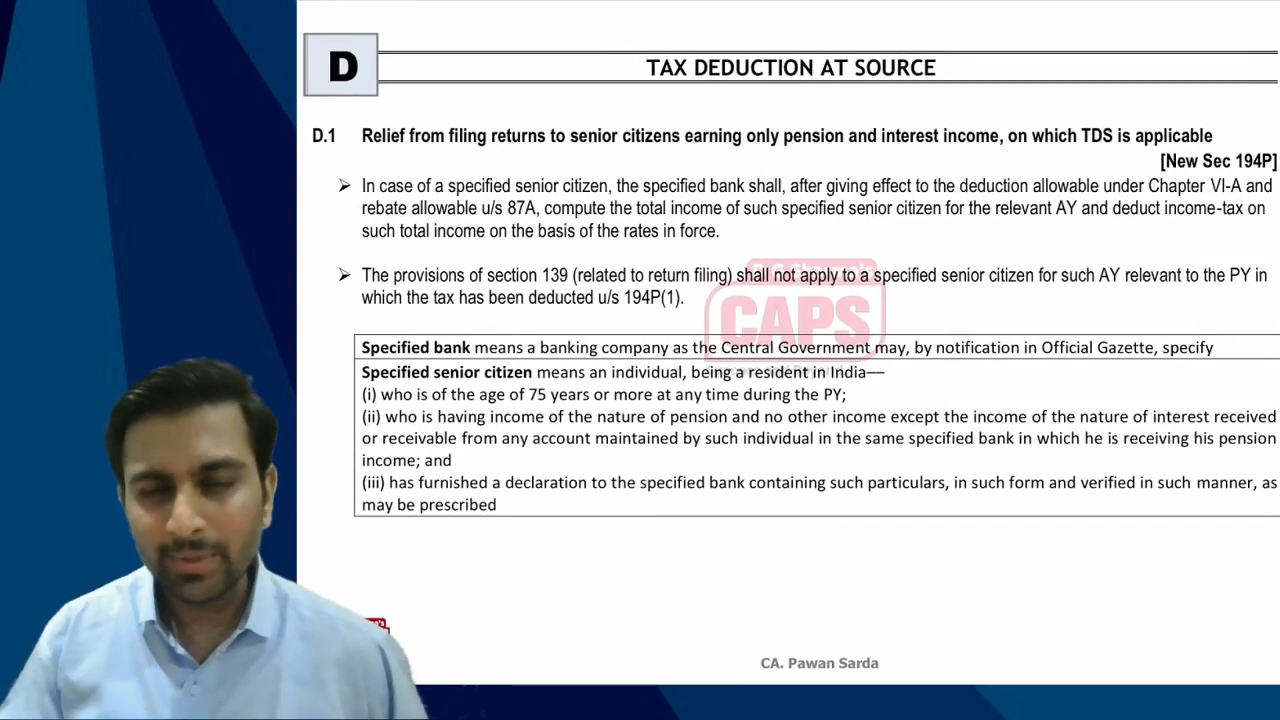 D
TAX DEDUCTION AT SOURCE
D.1 Relief from filing returns to senior citizens earning only pension and interest income, on which TDS is applicable
[New Sec 194P]
➢ In case of a specified senior citizen, the specified bank shall, after giving effect to the deduction allowable under Chapter VI-A and
rebate allowable u/s 87A, compute the total income of such specified senior citizen for the relevant AY and deduct income-tax on
such total income on the basis of the rates in force.
➢ The provisions of section 139 (related to return filing) shall not apply to a specified senior citizen for such AY relevant to the PY in
which the tax has been deducted u/s 194P(1).
CAPS
Specified bank means a banking company as the Central Government may, by notification in Official Gazette, specify
Specified senior citizen means an individual, being a resident in India—
(i) who is of the age of 75 years or more at any time during the PY;
(ii) who is having income of the nature of pension and no other income except the income of the nature of interest received
or receivable from any account maintained by such individual in the same specified bank in which he is receiving his pension
income; and
(iii) has furnished a declaration to the specified bank containing such particulars, in such form and verified in such manner, as
may be prescribed
CA. Pawan Sarda